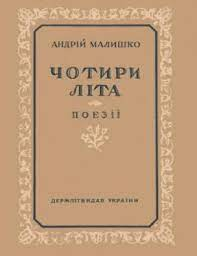 АНДРІЙ МАЛИШКО
ЧОТИРИ
ЛІТА
ПОЕЗІЇ
ДЕРЖЛІТВИДАВ УКРАЇНИ